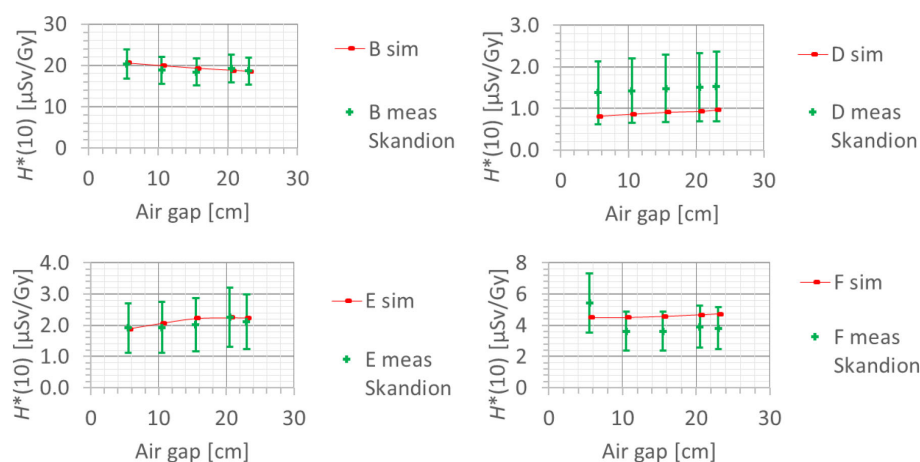 H*(10) [µSv/Gy]
30
20
10
0
0 10 20 30
Air gap [cm]
B sim
B meas
Skandion
H*(10) [µSv/Gy]
3.0
2.0
1.0
0.0
0 10 20 30
Air gap [cm]
D sim
D meas
Skandion
H*(10) [µSv/Gy]
4.0
3.0
2.0
1.0
0.0
0 10 20 30
Air gap [cm]
E sim
E meas
Skandion
H*(10) [µSv/Gy]
8
6
4
2
0
0 10 20 30
Air gap [cm]
F sim
F meas
Skandion